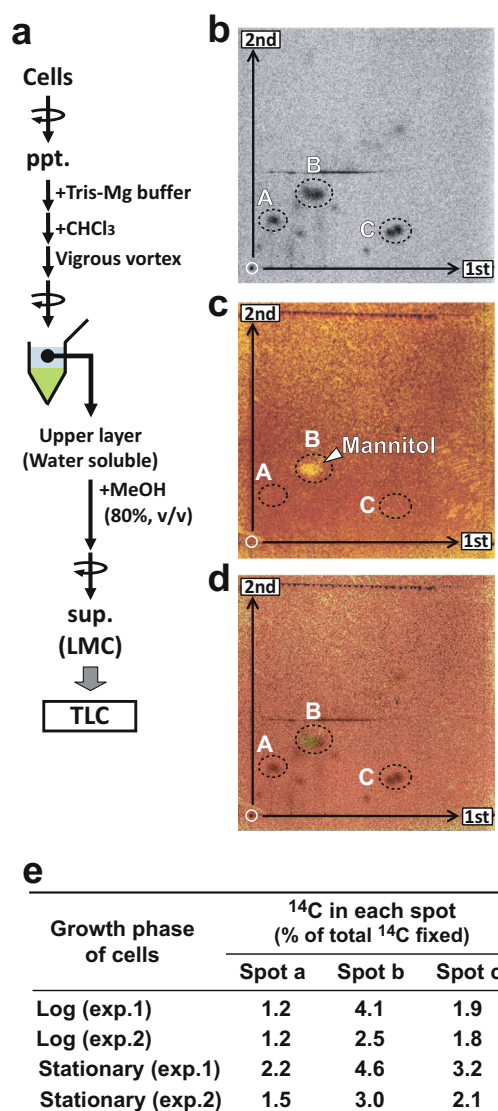 a
Cells
ppt.
+Tris-Mg buffer
+CHCl₃
Vigrous vortex
Upper layer
(Water soluble)
+MeOH
(80%, v/v)
sup.
(LMC)
TLC
b
2nd
B
A
C
1st
c
2nd
B
Mannitol
A
C
1st
d
2nd
B
A
C
1st
e
Growth phase of cells
¹⁴C in each spot
(% of total ¹⁴C fixed)
Spot a Spot b Spot c
Log (exp.1) 1.2 4.1 1.9
Log (exp.2) 1.2 2.5 1.8
Stationary (exp.1) 2.2 4.6 3.2
Stationary (exp.2) 1.5 3.0 2.1